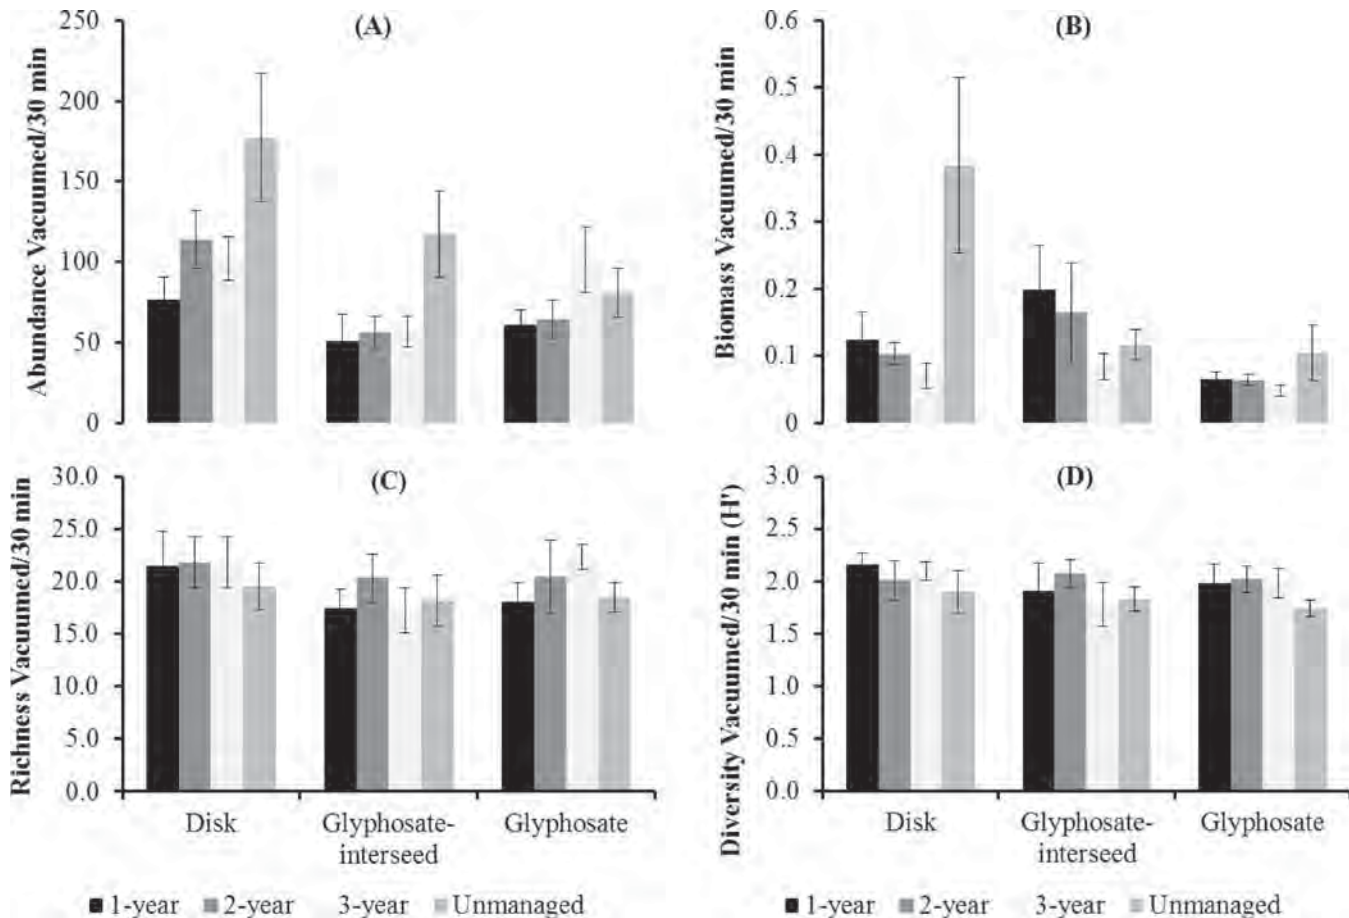 (A)
Abundance Vacuumed/30 min
250
200
150
100
50
0
(B)
Biomass Vacuumed/30 min
0.6
0.5
0.4
0.3
0.2
0.1
0
(C)
Richness Vacuumed/30 min
30.0
25.0
20.0
15.0
10.0
5.0
0.0
Disk
Glyphosate-
interseed
Glyphosate
1-year
2-year
3-year
Unmanaged
(D)
Diversity Vacuumed/30 min (H')
3.0
2.5
2.0
1.5
1.0
0.5
0.0
Disk
Glyphosate-
interseed
Glyphosate
1-year
2-year
3-year
Unmanaged